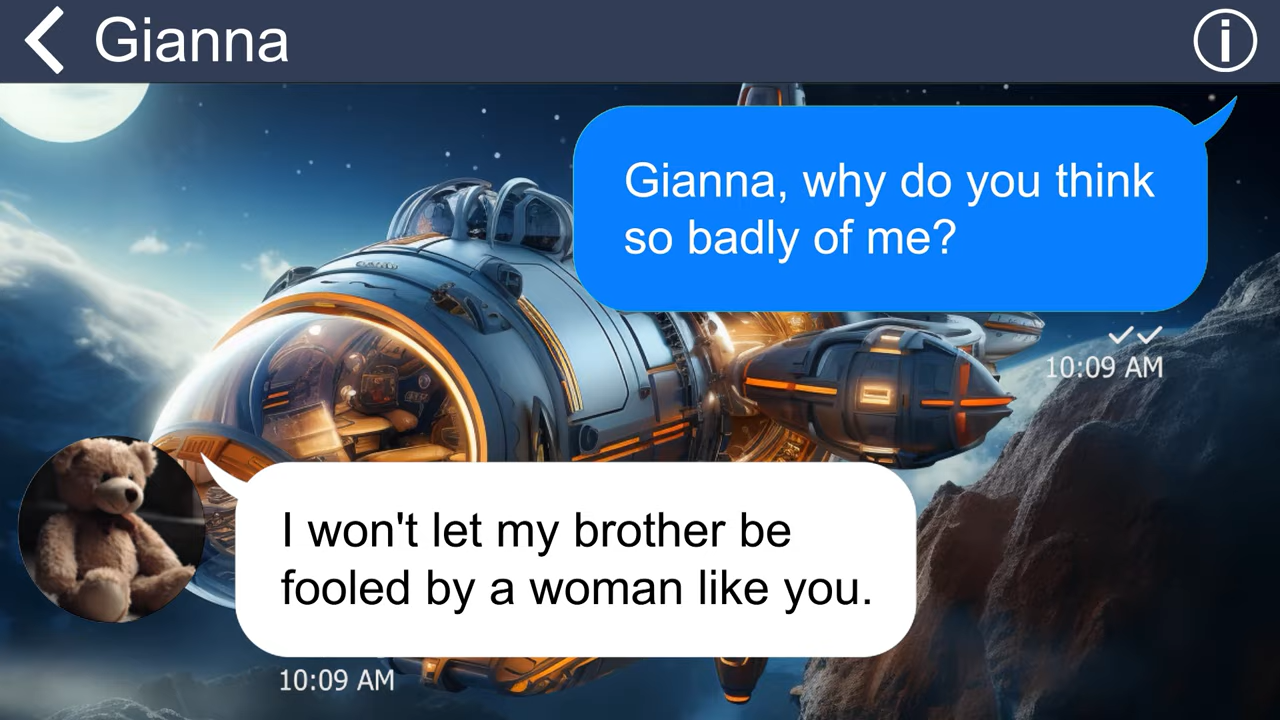 Gianna
Gianna, why do you think
so badly of me?
10:09 AM
I won't let my brother be
fooled by a woman like you.
10:09 AM